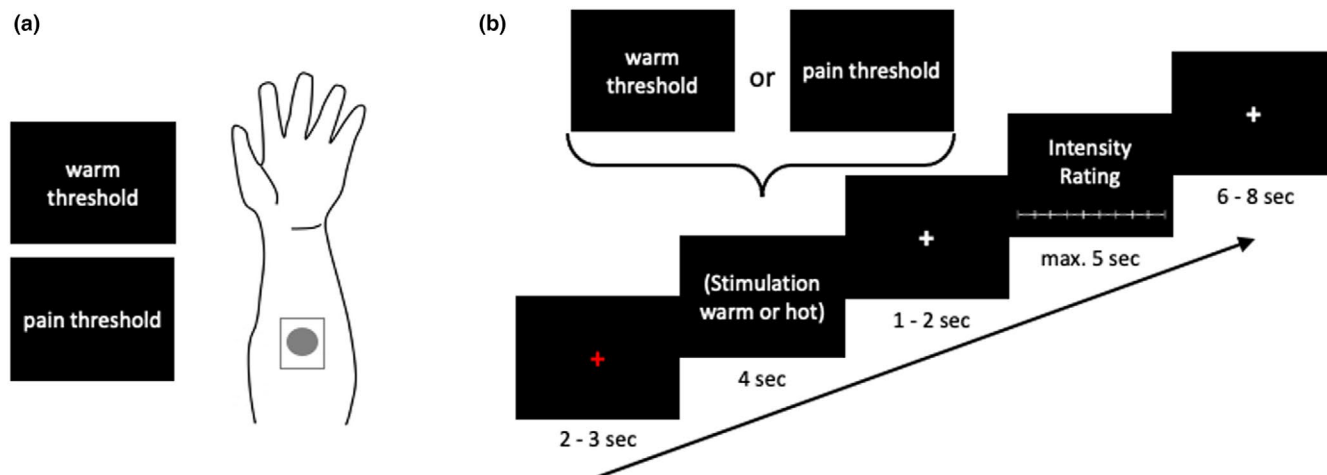 (a)
warm
threshold
pain threshold
(b)
warm
threshold
or
pain threshold
2 - 3 sec
(Stimulation
warm or hot)
4 sec
1 - 2 sec
Intensity
Rating
max. 5 sec
6 - 8 sec